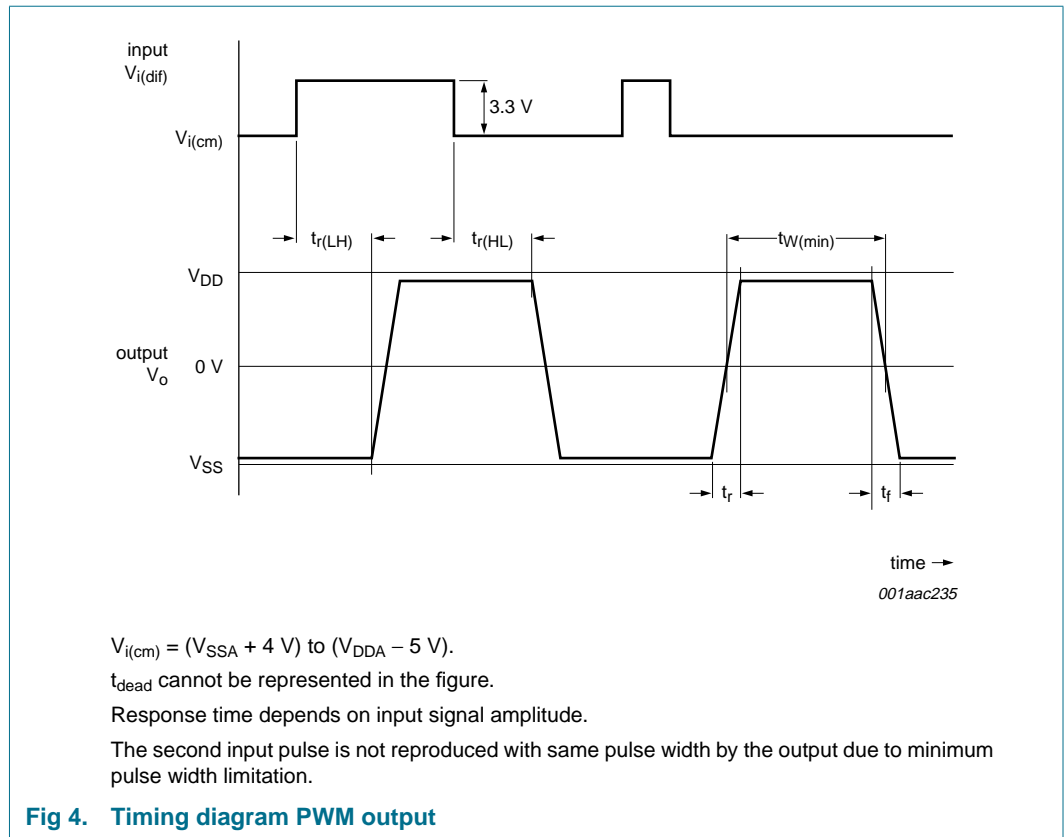 input
Vi(dif)
3.3 V
Vi(cm)
tr(LH)
tr(HL)
tW(min)
VDD
output
Vo
0 V
VSS
tr
tf
time
001aac235
Vi(cm) = (VSSA + 4 V) to (VDDA − 5 V).
tdead cannot be represented in the figure.
Response time depends on input signal amplitude.
The second input pulse is not reproduced with same pulse width by the output due to minimum
pulse width limitation.
Fig 4. Timing diagram PWM output